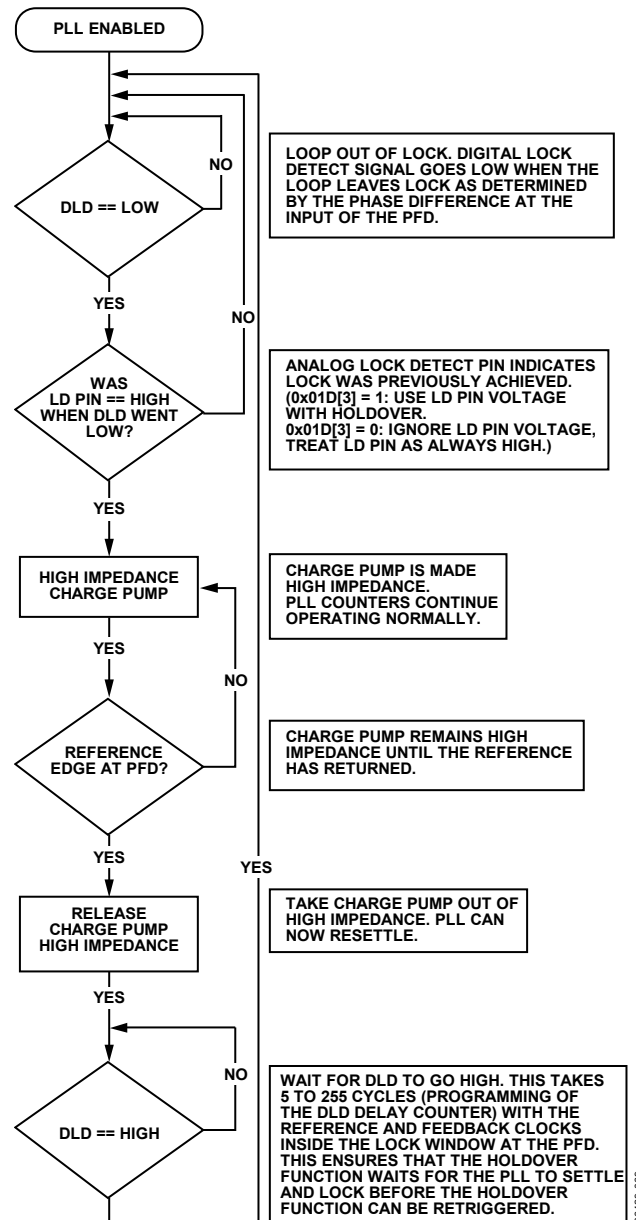 PLL ENABLED
NO
DLD == LOW
LOOP OUT OF LOCK. DIGITAL LOCK
DETECT SIGNAL GOES LOW WHEN THE
LOOP LEAVES LOCK AS DETERMINED
BY THE PHASE DIFFERENCE AT THE
INPUT OF THE PFD.
YES
NO
WAS
LD PIN == HIGH
WHEN DLD WENT
LOW?
ANALOG LOCK DETECT PIN INDICATES
LOCK WAS PREVIOUSLY ACHIEVED.
(0x01D[3] = 1: USE LD PIN VOLTAGE
WITH HOLDOVER.
0x01D[3] = 0: IGNORE LD PIN VOLTAGE,
TREAT LD PIN AS ALWAYS HIGH.)
YES
HIGH IMPEDANCE
CHARGE PUMP
CHARGE PUMP IS MADE
HIGH IMPEDANCE.
PLL COUNTERS CONTINUE
OPERATING NORMALLY.
YES
NO
REFERENCE
EDGE AT PFD?
CHARGE PUMP REMAINS HIGH
IMPEDANCE UNTIL THE REFERENCE
HAS RETURNED.
YES
YES
RELEASE
CHARGE PUMP
HIGH IMPEDANCE
TAKE CHARGE PUMP OUT OF
HIGH IMPEDANCE. PLL CAN
NOW RESETTLE.
YES
NO
DLD == HIGH
WAIT FOR DLD TO GO HIGH. THIS TAKES
5 TO 255 CYCLES (PROGRAMMING OF
THE DLD DELAY COUNTER) WITH THE
REFERENCE AND FEEDBACK CLOCKS
INSIDE THE LOCK WINDOW AT THE PFD.
THIS ENSURES THAT THE HOLDOVER
FUNCTION WAITS FOR THE PLL TO SETTLE
AND LOCK BEFORE THE HOLDOVER
FUNCTION CAN BE RETRIGGERED.